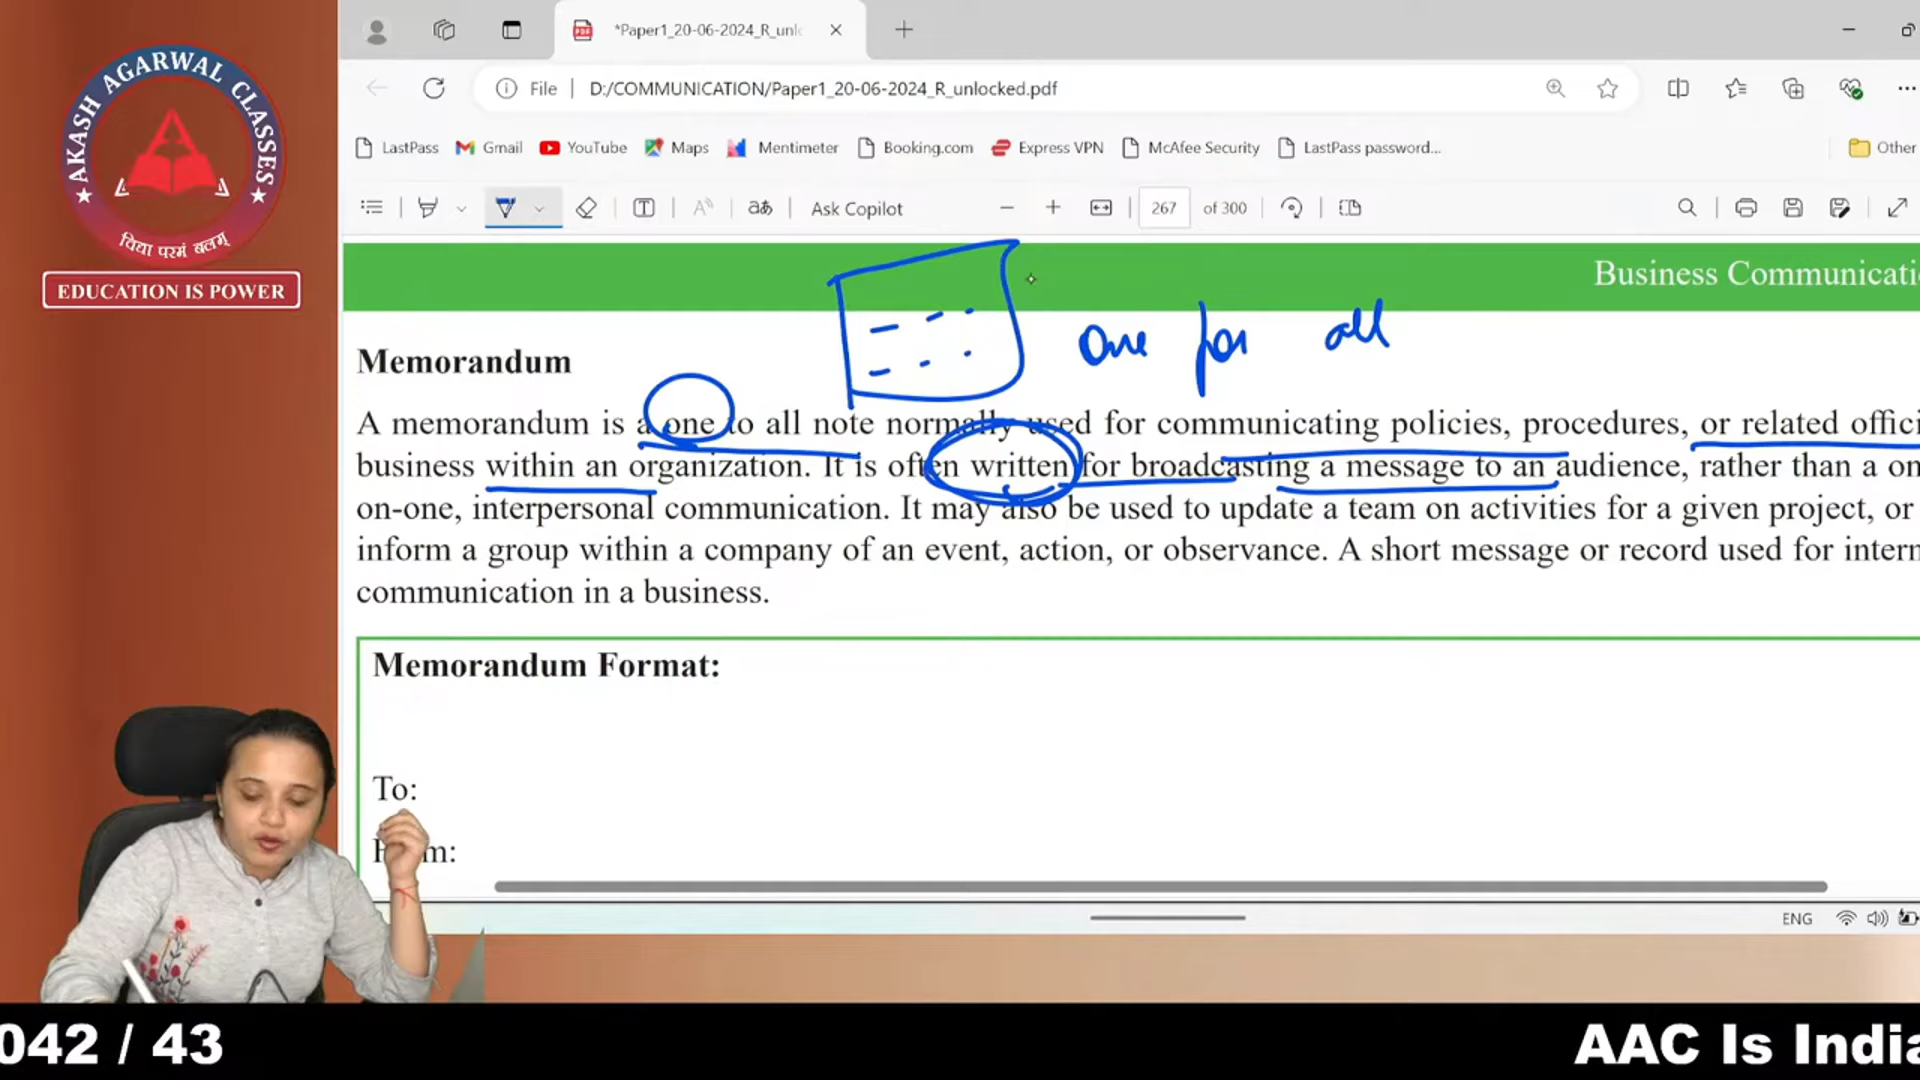 AKASH AGARWAL CLASSES
विद्या परमं बलम्
EDUCATION IS POWER
*Paper1_20-06-2024_R_unlo
File D:/COMMUNICATION/Paper1_20-06-2024_R_unlocked.pdf
LastPass Gmail YouTube Maps Mentimeter Booking.com Express VPN McAfee Security LastPass password... Other
Ask Copilot 267 of 300
Business Communicati
one for all
Memorandum
A memorandum is a one to all note normally used for communicating policies, procedures, or related offici
business within an organization. It is often written for broadcasting a message to an audience, rather than a on
on-one, interpersonal communication. It may also be used to update a team on activities for a given project, or
inform a group within a company of an event, action, or observance. A short message or record used for intern
communication in a business.
Memorandum Format:
To:
ENG
042 / 43
AAC Is India